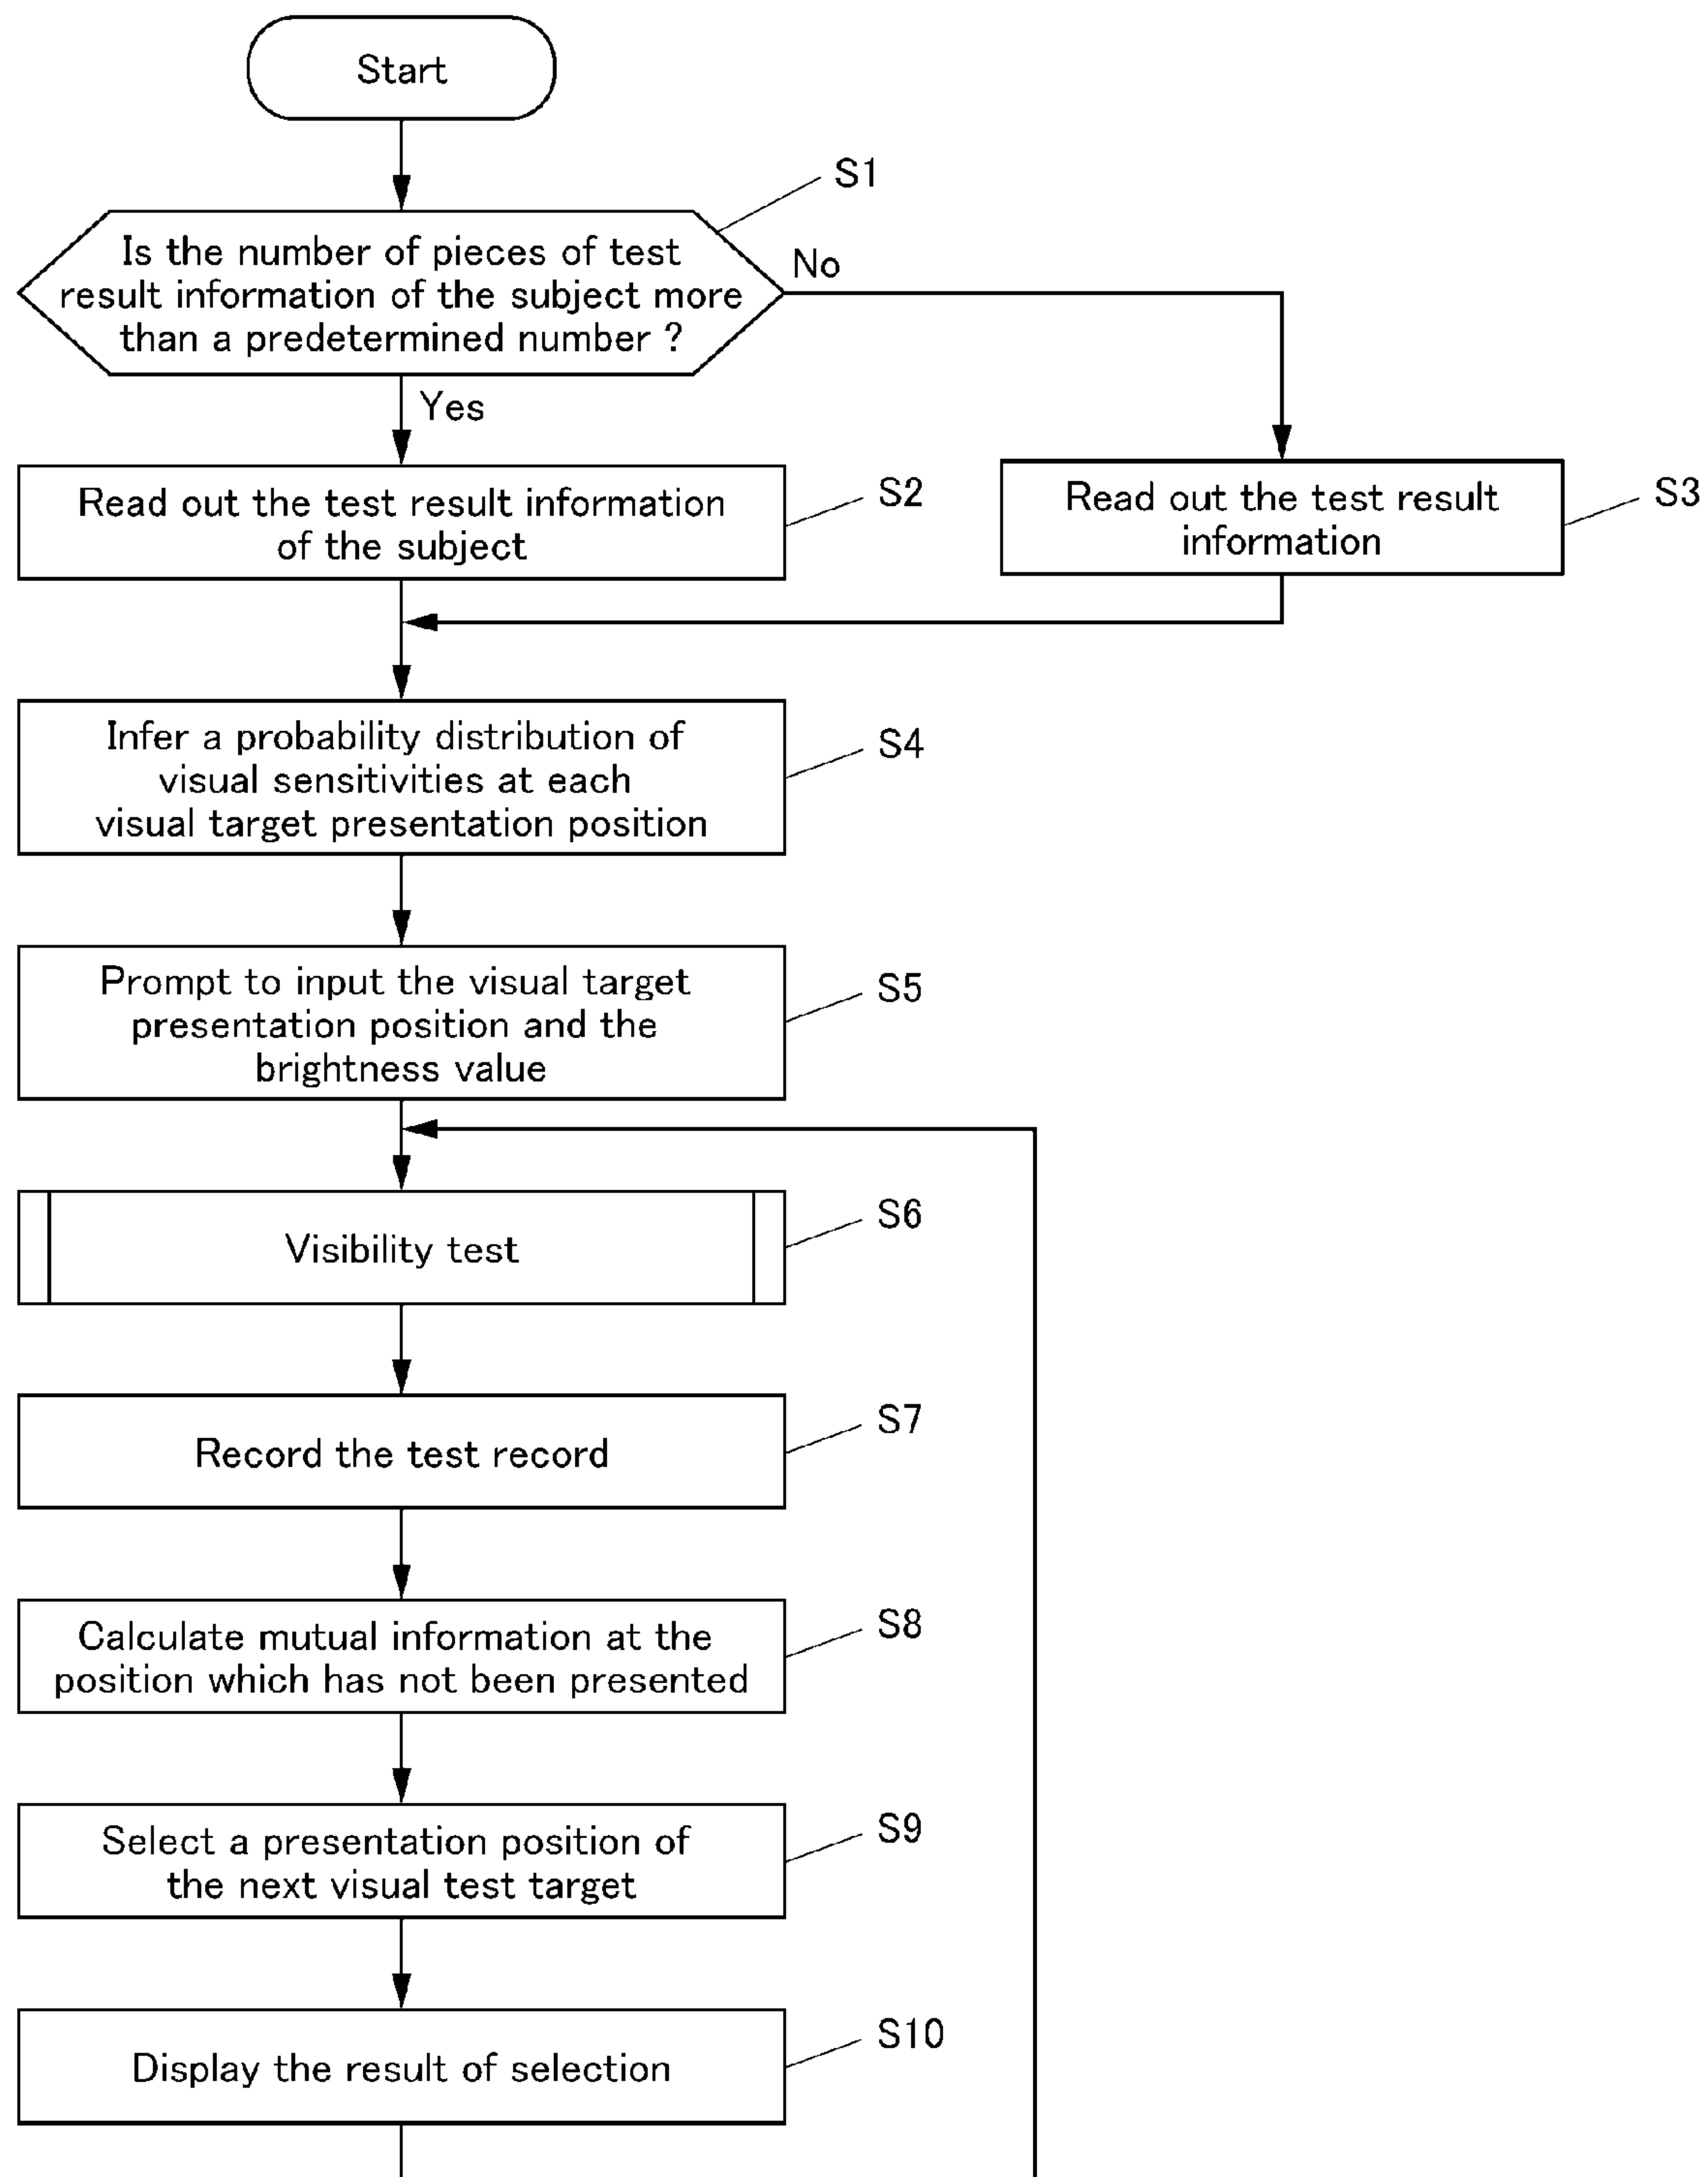 Start
S1
Is the number of pieces of test
result information of the subject more
than a predetermined number ?
No
Yes
Read out the test result information
of the subject
S2
Read out the test result
information
S3
Infer a probability distribution of
visual sensitivities at each
visual target presentation position
S4
Prompt to input the visual target
presentation position and the
brightness value
S5
Visibility test
S6
Record the test record
S7
Calculate mutual information at the
position which has not been presented
S8
Select a presentation position of
the next visual test target
S9
Display the result of selection
S10